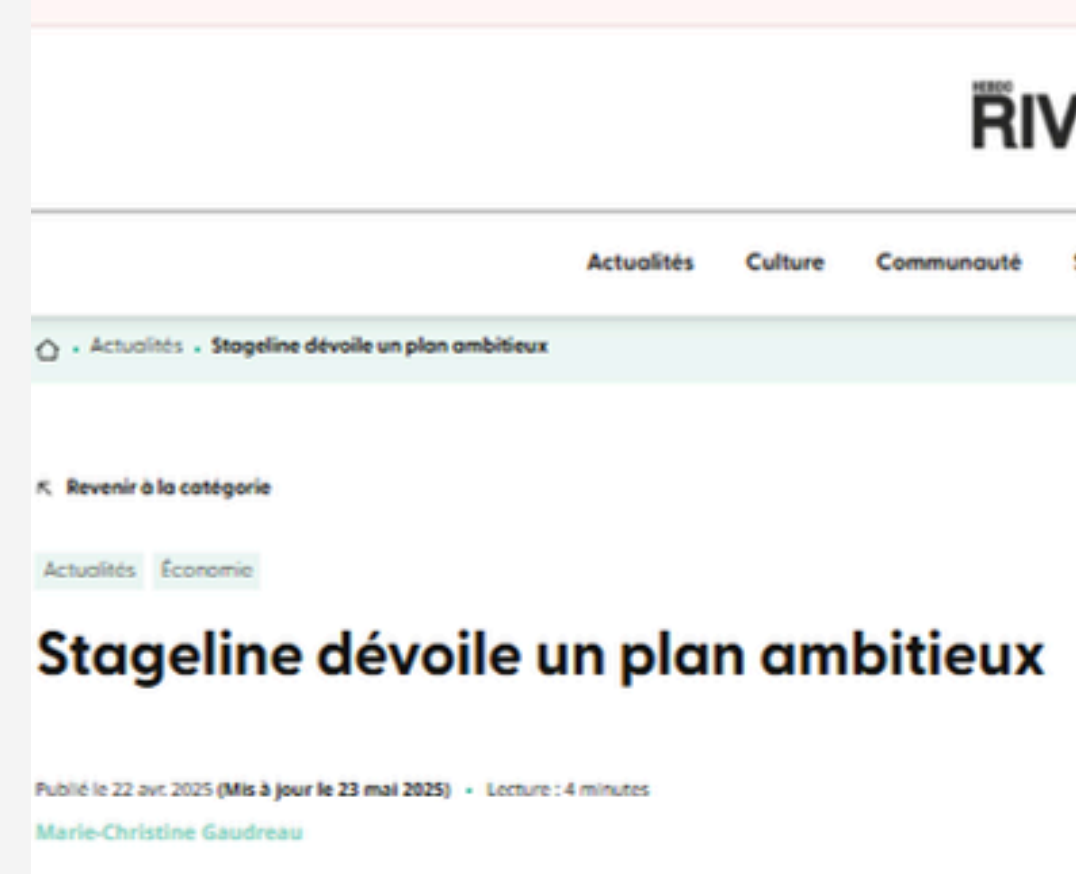 HEBDO
RIV
Actualités Culture Communauté S
Actualités • Stageline dévoile un plan ambitieux
Revenir à la catégorie
Actualités Économie
Stageline dévoile un plan ambitieux
Publié le 22 avr. 2025 (Mis à jour le 23 mai 2025) • Lecture : 4 minutes
Marie-Christine Gaudreau